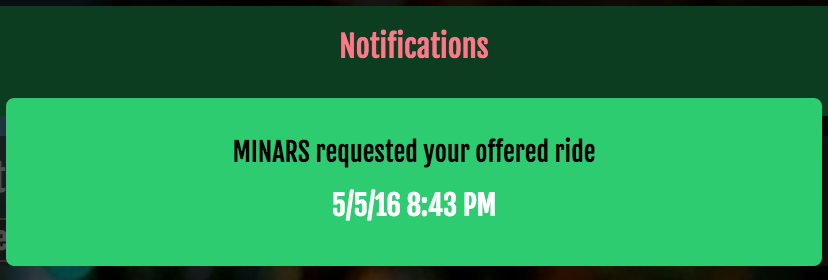 Notifications
MINARS requested your offered ride
5/5/16 8:43 PM